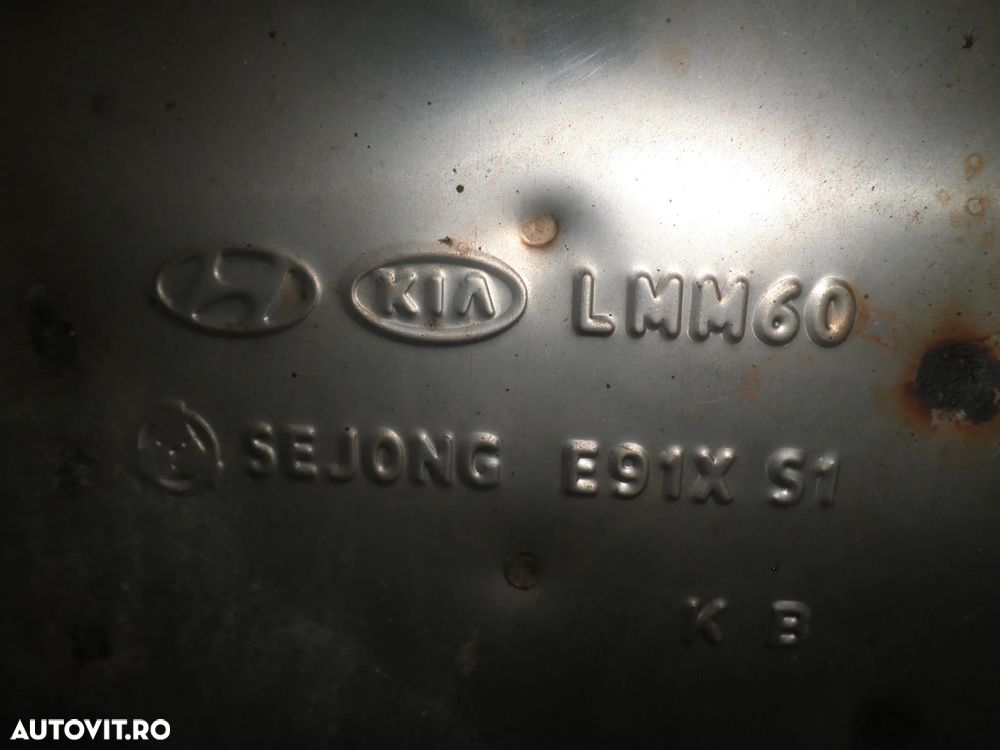 KIA LMM60
SEJONG E91X S1
K B
AUTOVIT.RO